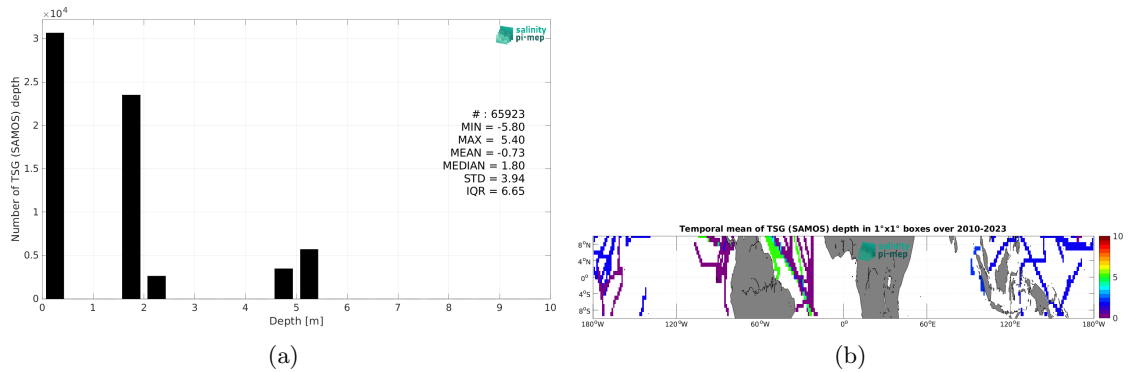 ×10⁴
3
2.5
2
1.5
1
0.5
0
Number of TSG (SAMOS) depth
salinity
pi-mep
# : 65923
MIN = -5.80
MAX = 5.40
MEAN = -0.73
MEDIAN = 1.80
STD = 3.94
IQR = 6.65
0 1 2 3 4 5 6 7 8 9 10
Depth [m]
(a)
Temporal mean of TSG (SAMOS) depth in 1°x1° boxes over 2010-2023
8°N
4°N
0°
4°S
8°S
salinity
pi-mep
180°W 120°W 60°W 0° 60°E 120°E 180°W
10
5
0
(b)